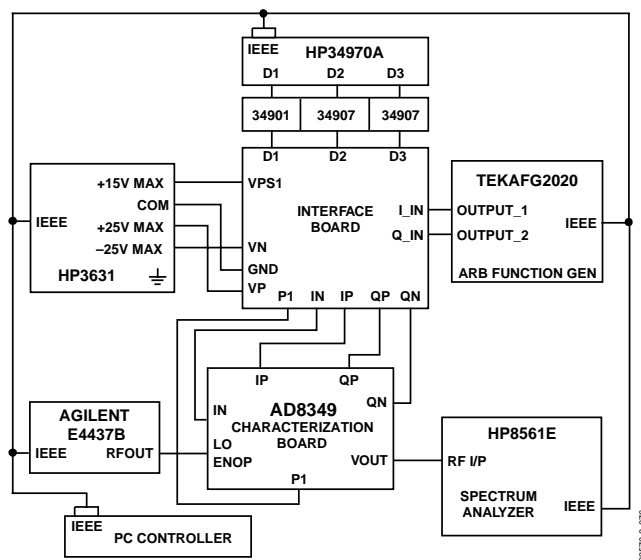 IEEE
HP34970A
D1 D2 D3
34901 34907 34907
D1 D2 D3
+15V MAX
COM
+25V MAX
–25V MAX
IEEE
HP3631
VPS1
VN
GND
VP
INTERFACE
BOARD
I_IN
Q_IN
P1 IN IP QP QN
TEKAFG2020
OUTPUT_1
OUTPUT_2
IEEE
ARB FUNCTION GEN
IP QP
IN
QN
AD8349
CHARACTERIZATION
BOARD
LO
ENOP
VOUT
P1
AGILENT
E4437B
IEEE RFOUT
HP8561E
RF I/P
SPECTRUM
ANALYZER
IEEE
IEEE
PC CONTROLLER